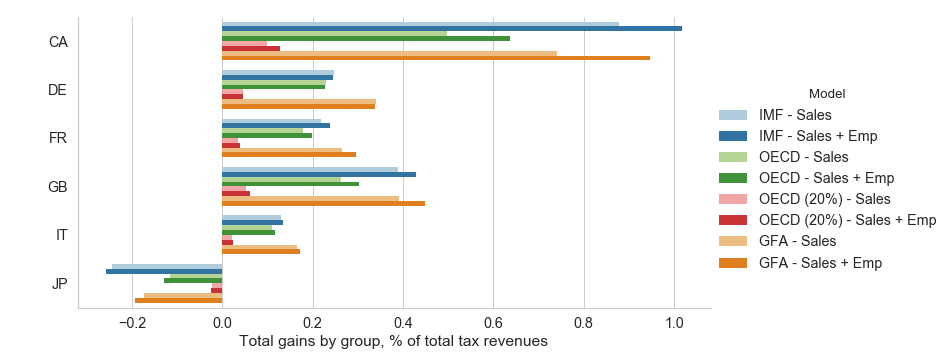 CA
DE
FR
GB
IT
JP
−0.2 0.0 0.2 0.4 0.6 0.8 1.0
Total gains by group, % of total tax revenues
Model
IMF - Sales
IMF - Sales + Emp
OECD - Sales
OECD - Sales + Emp
OECD (20%) - Sales
OECD (20%) - Sales + Emp
GFA - Sales
GFA - Sales + Emp